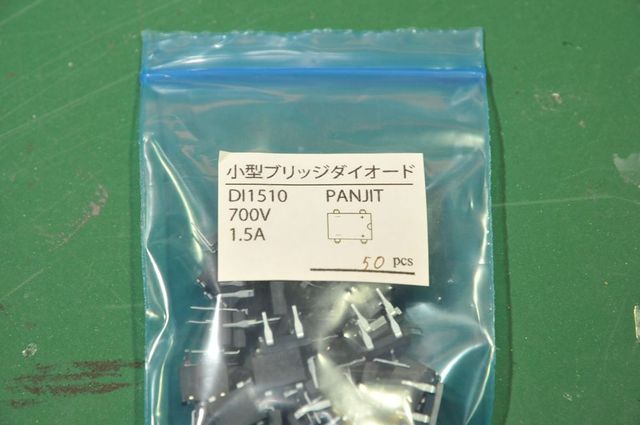 小型ブリッジダイオード
DI1510 PANJIT
700V
1.5A
50 pcs